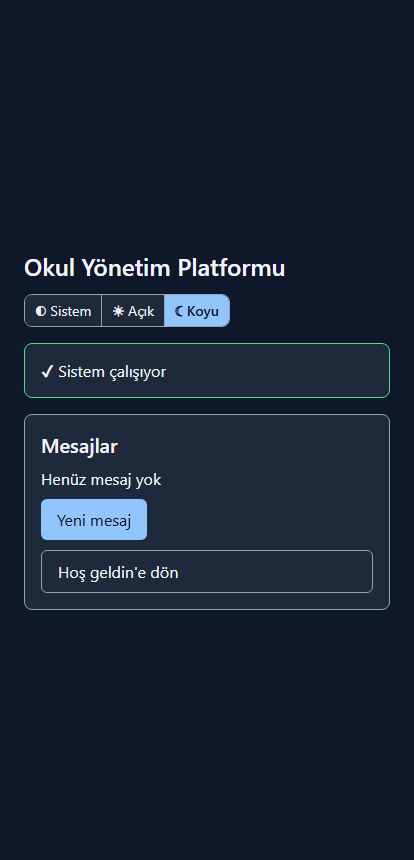 Okul Yönetim Platformu
◐ Sistem ☀ Açık ☾ Koyu
✓ Sistem çalışıyor
Mesajlar
Henüz mesaj yok
Yeni mesaj
Hoş geldin'e dön